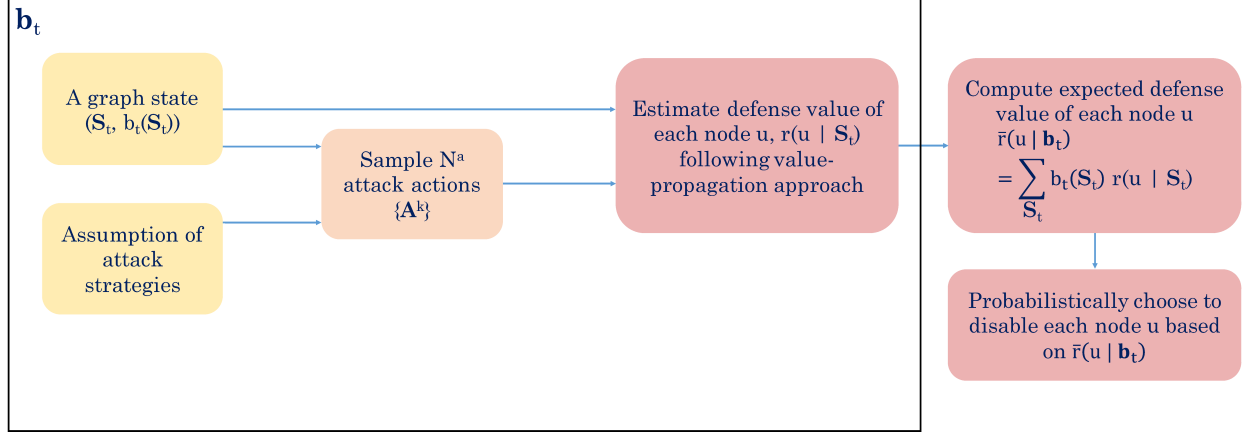 bₜ
A graph state
(Sₜ, bₜ(Sₜ))
Assumption of
attack
strategies
Sample Nᵃ
attack actions
{Aᵏ}
Estimate defense value of
each node u, r(u | Sₜ)
following value-
propagation approach
Compute expected defense
value of each node u
r̄(u | bₜ)
= ∑ bₜ(Sₜ) r(u | Sₜ)
Sₜ
Probabilistically choose to
disable each node u based
on r̄(u | bₜ)